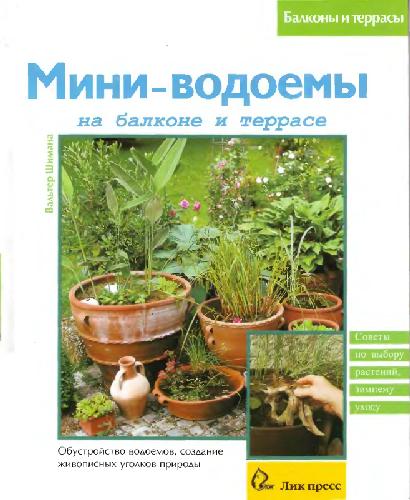 Балконы и террасы
Мини-водоемы
на балконе и террасе
Вальтер Шимана
Советы
по выбору
растений,
зимнему
уходу
Обустройство водоемов, создание
живописных уголков природы
Лик пресс